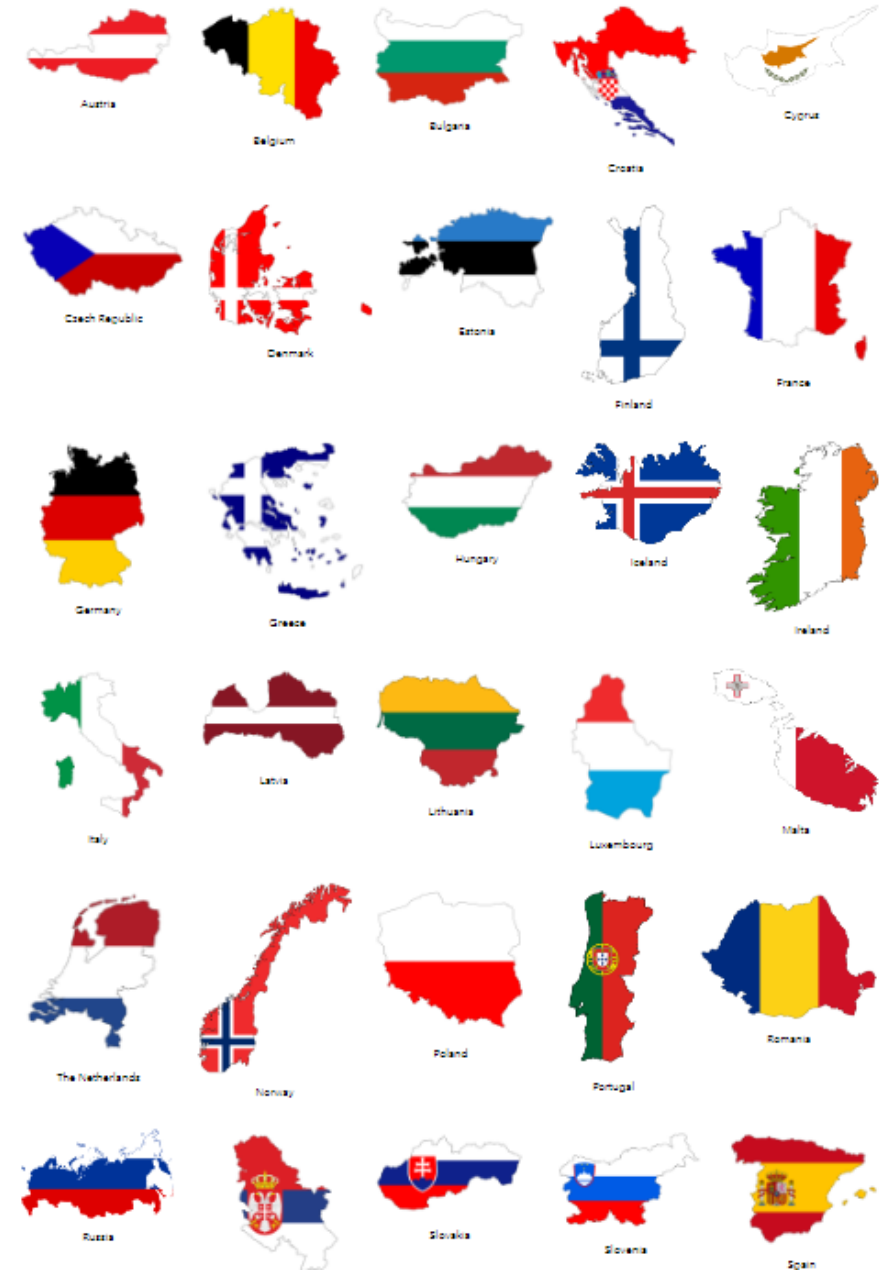 Austria
Belgium
Bulgaria
Croatia
Cyprus
Czech Republic
Denmark
Estonia
Finland
France
Germany
Greece
Hungary
Iceland
Ireland
Italy
Latvia
Lithuania
Luxembourg
Malta
The Netherlands
Norway
Poland
Portugal
Romania
Russia
Slovakia
Slovenia
Spain